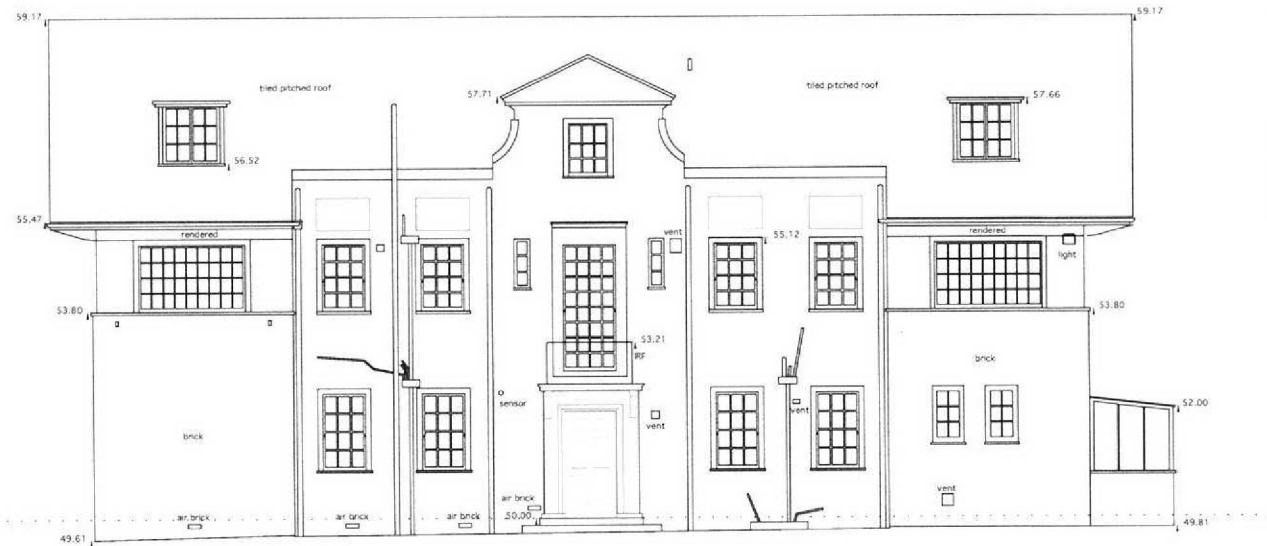 59.17
59.17
tiled pitched roof
tiled pitched roof
57.71
57.66
56.52
55.47
rendered
vent
55.12
rendered
light
53.80
53.80
53.21
IRF
brick
sensor
vent
vent
52.00
brick
vent
air brick
air brick
air brick
air brick
50.00
49.81
49.61